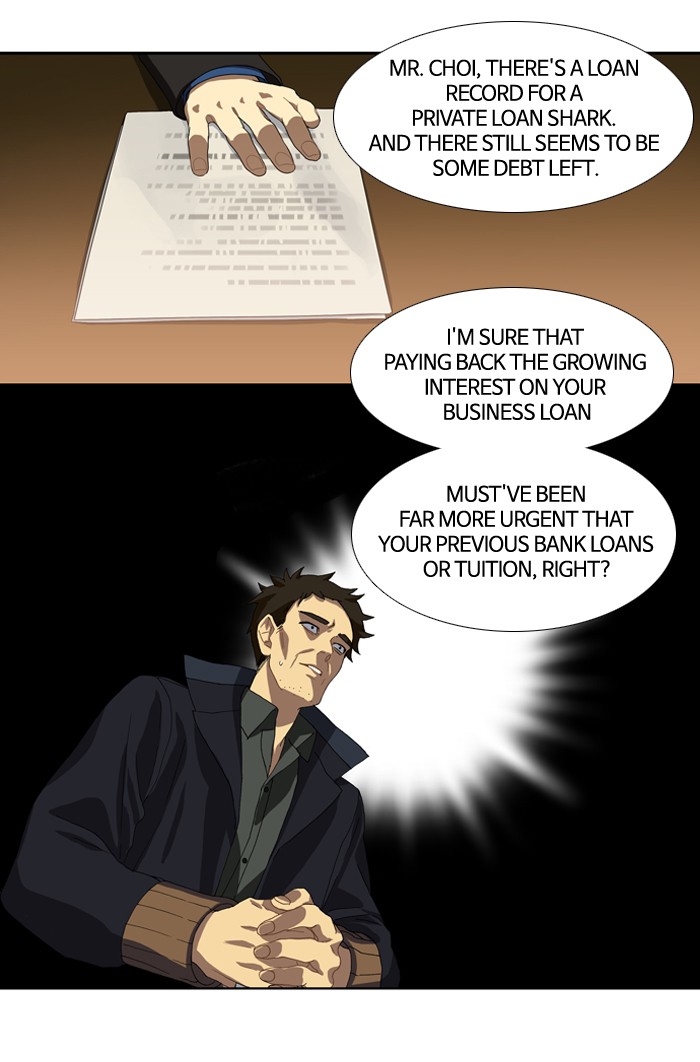 MR. CHOI, THERE'S A LOAN
RECORD FOR A
PRIVATE LOAN SHARK.
AND THERE STILL SEEMS TO BE
SOME DEBT LEFT.
I'M SURE THAT
PAYING BACK THE GROWING
INTEREST ON YOUR
BUSINESS LOAN
MUST'VE BEEN
FAR MORE URGENT THAT
YOUR PREVIOUS BANK LOANS
OR TUITION, RIGHT?